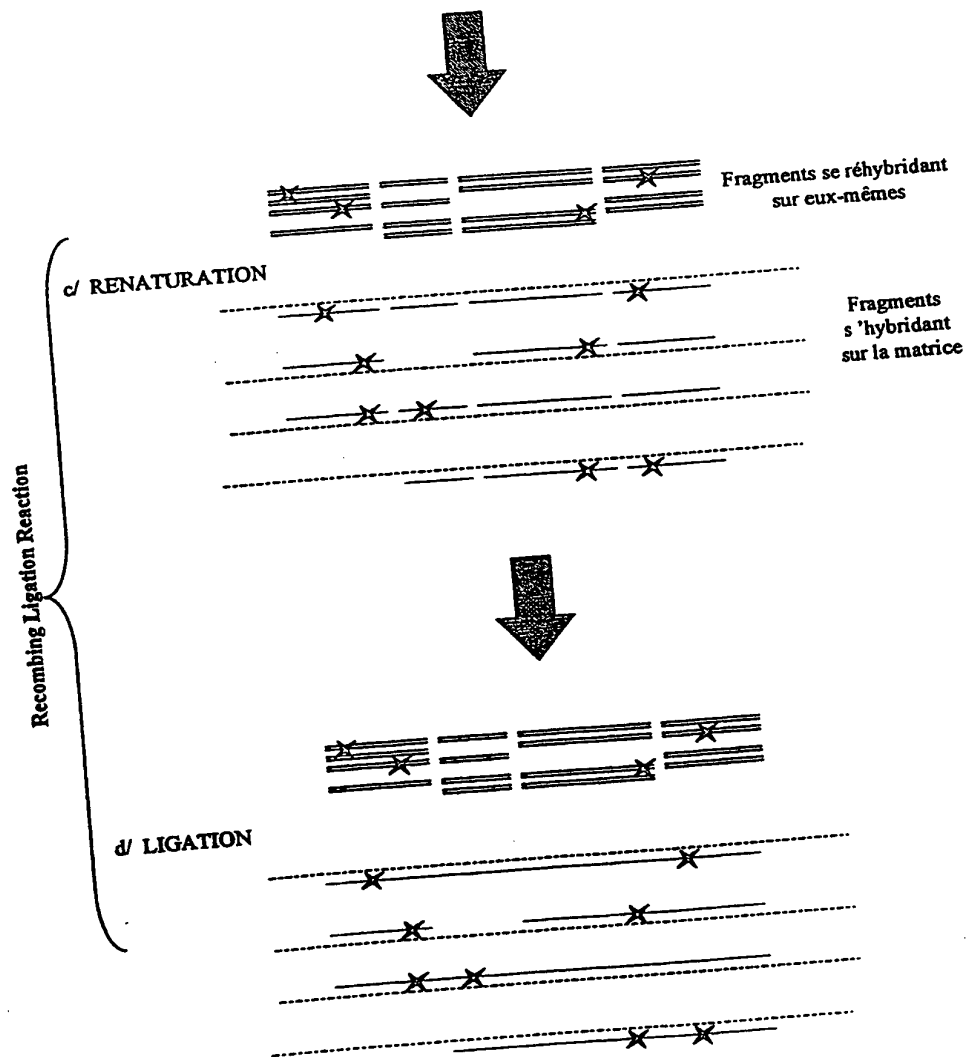 Fragments se réhybridant
sur eux-mêmes
c/ RENATURATION
Fragments
s 'hybridant
sur la matrice
Recombing Ligation Reaction
d/ LIGATION